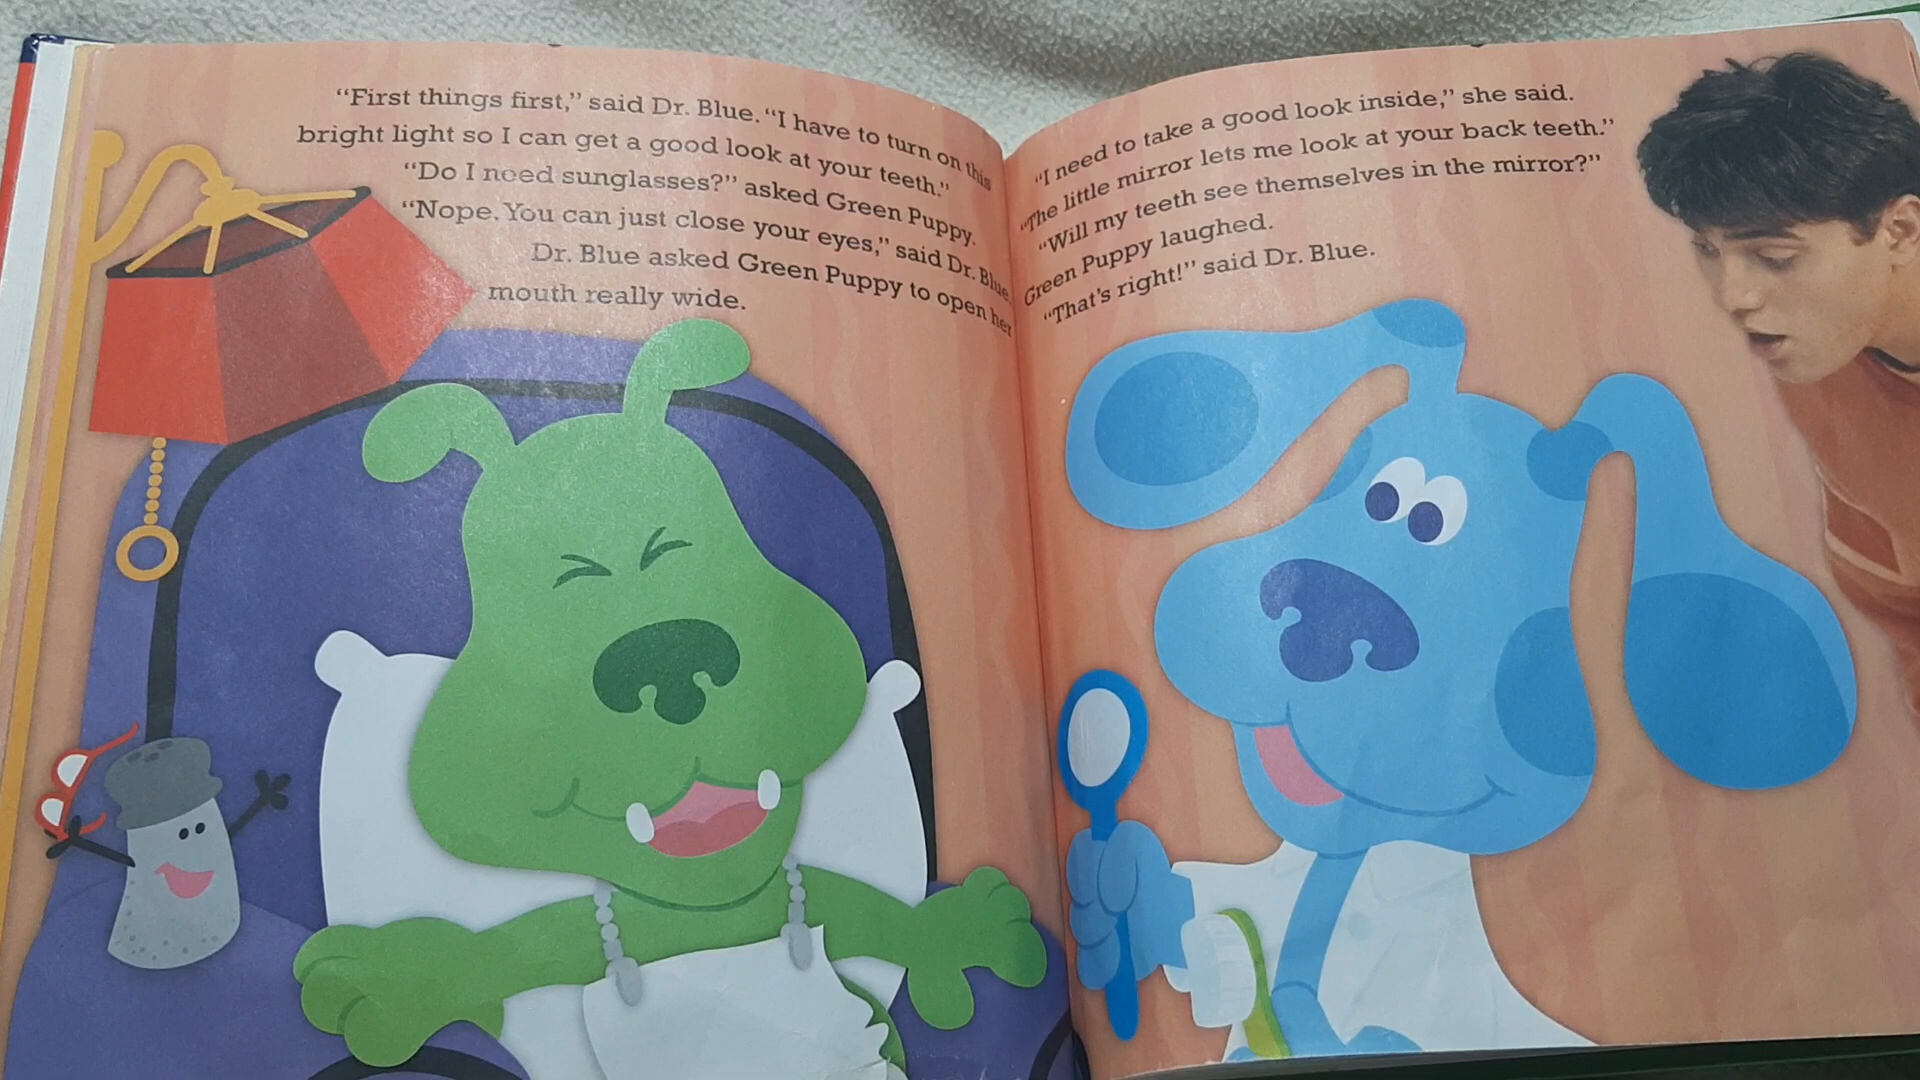 “First things first,” said Dr. Blue. “I have to turn on this
bright light so I can get a good look at your teeth.”
“Do I need sunglasses?” asked Green Puppy.
“Nope. You can just close your eyes,” said Dr. Blue.
Dr. Blue asked Green Puppy to open her
mouth really wide.
“I need to take a good look inside,” she said.
“The little mirror lets me look at your back teeth.”
“Will my teeth see themselves in the mirror?”
Green Puppy laughed.
“That’s right!” said Dr. Blue.